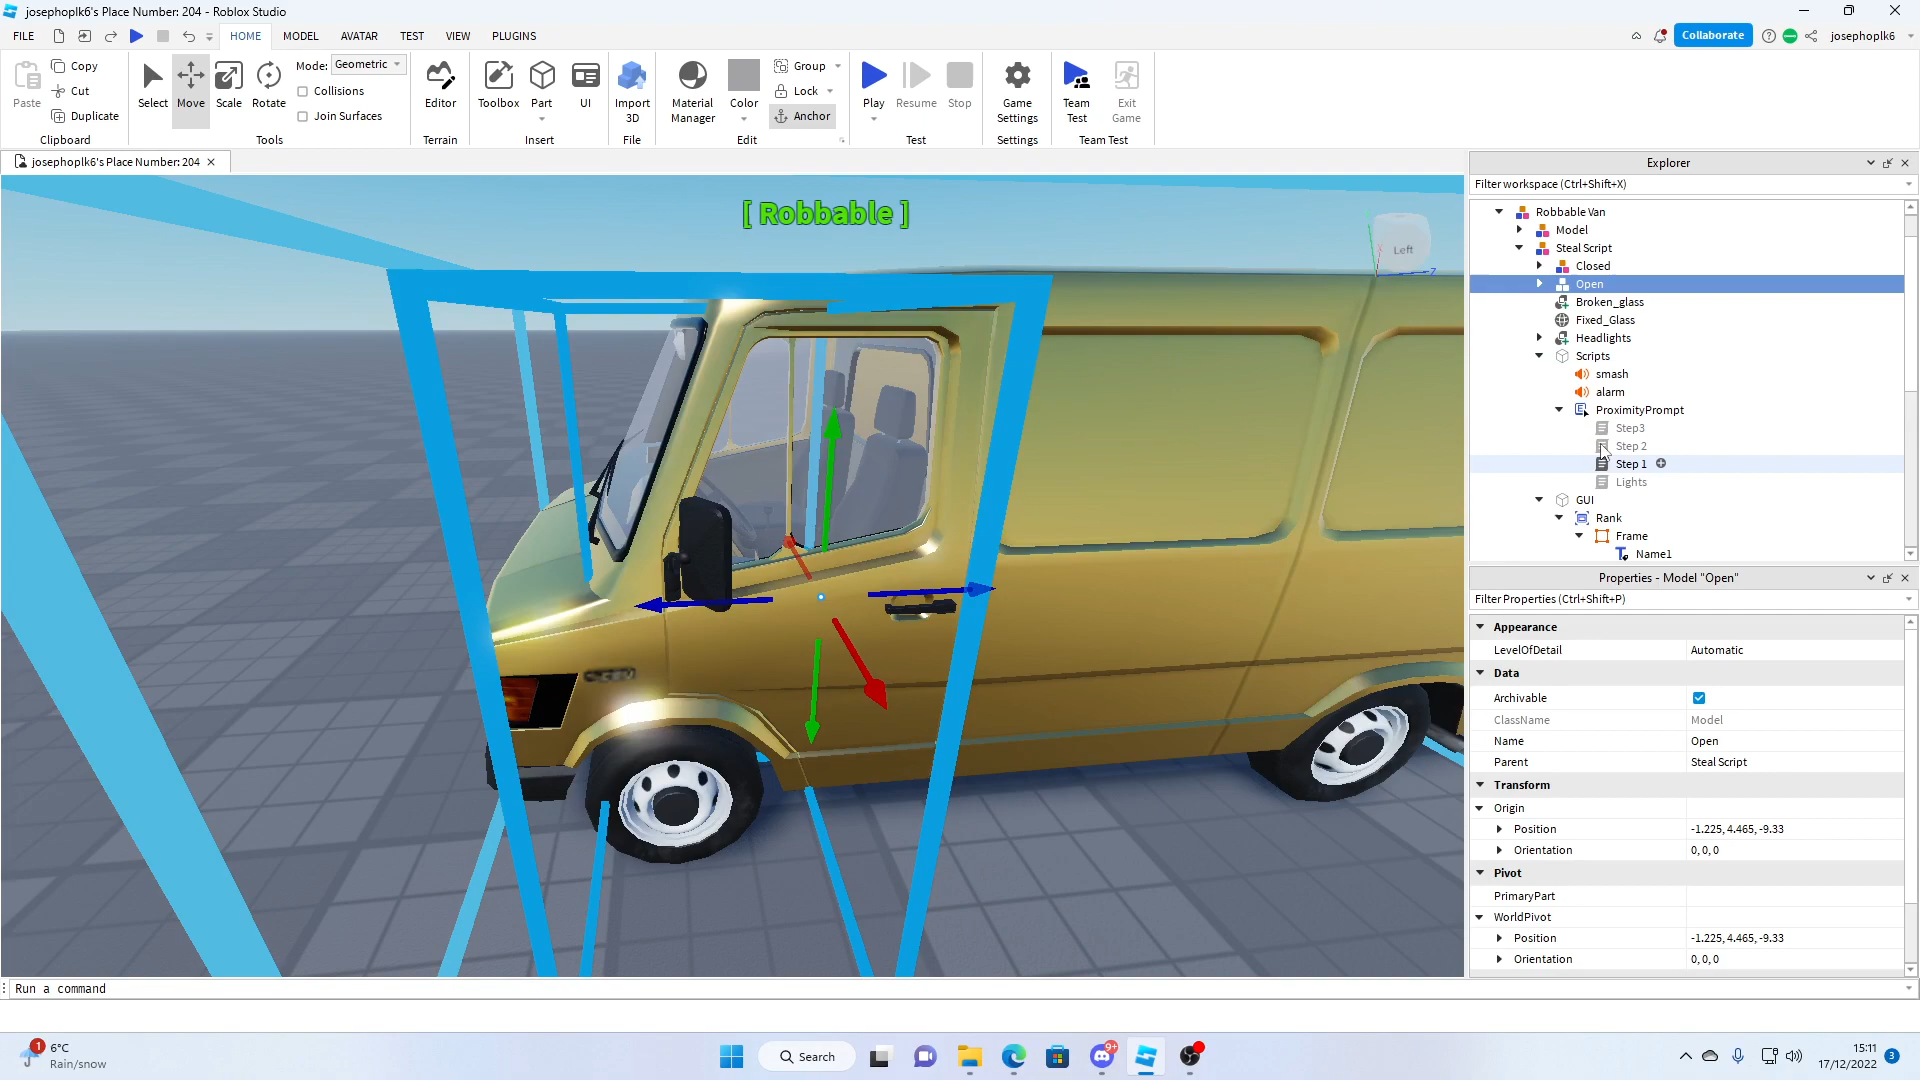 josephoplk6's Place Number: 204 - Roblox Studio
FILE HOME MODEL AVATAR TEST VIEW PLUGINS Collaborate josephoplk6
Paste Copy Cut Duplicate Clipboard
Select Move Scale Rotate Mode: Geometric Collisions Join Surfaces Tools
Editor Terrain
Toolbox Part UI Insert
Import 3D File
Material Manager Color Group Lock Anchor Edit
Play Resume Stop Test
Game Settings Settings
Team Test Exit Game Team Test
josephoplk6's Place Number: 204
[ Robbable ]
Left
Z
Explorer
Filter workspace (Ctrl+Shift+X)
Robbable Van
Model
Steal Script
Closed
Open
Broken_glass
Fixed_Glass
Headlights
Scripts
smash
alarm
ProximityPrompt
Step3
Step 2
Step 1
Lights
GUI
Rank
Frame
Name1
Properties - Model "Open"
Filter Properties (Ctrl+Shift+P)
Appearance
LevelOfDetail Automatic
Data
Archivable
ClassName Model
Name Open
Parent Steal Script
Transform
Origin
Position -1.225, 4.465, -9.33
Orientation 0, 0, 0
Pivot
PrimaryPart
WorldPivot
Position -1.225, 4.465, -9.33
Orientation 0, 0, 0
Run a command
1 6°C
Rain/snow
Search
9+
15:11
17/12/2022
3